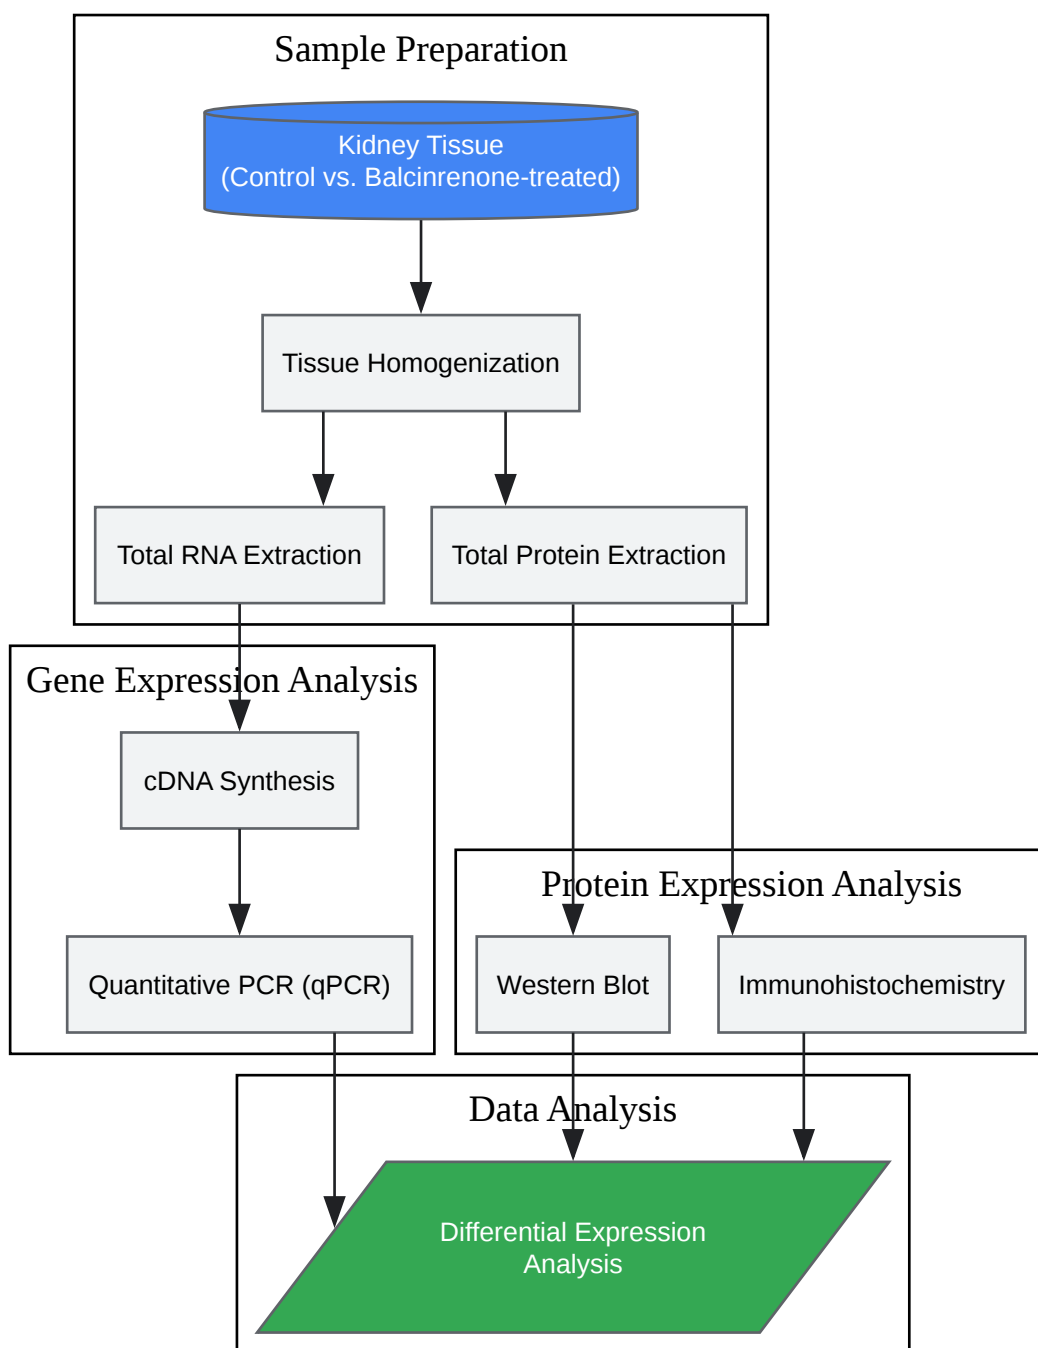 Sample Preparation
Kidney Tissue
(Control vs. Balcinrenone-treated)
Tissue Homogenization
Total RNA Extraction
Total Protein Extraction
Gene Expression Analysis
cDNA Synthesis
Quantitative PCR (qPCR)
Protein Expression Analysis
Western Blot
Immunohistochemistry
Data Analysis
Differential Expression
Analysis